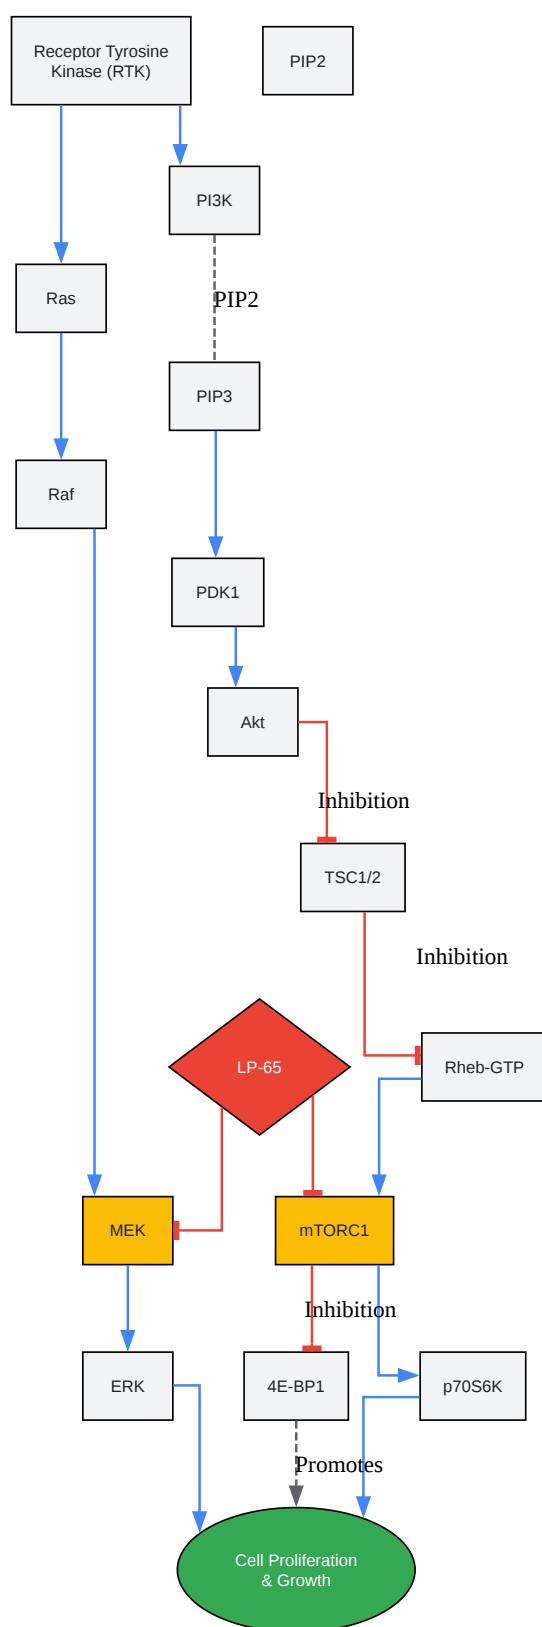 Receptor Tyrosine
Kinase (RTK)
PIP2
PI3K
Ras
PIP2
PIP3
Raf
PDK1
Akt
Inhibition
TSC1/2
Inhibition
LP-65
Rheb-GTP
MEK
mTORC1
Inhibition
ERK
4E-BP1
p70S6K
Promotes
Cell Proliferation
& Growth